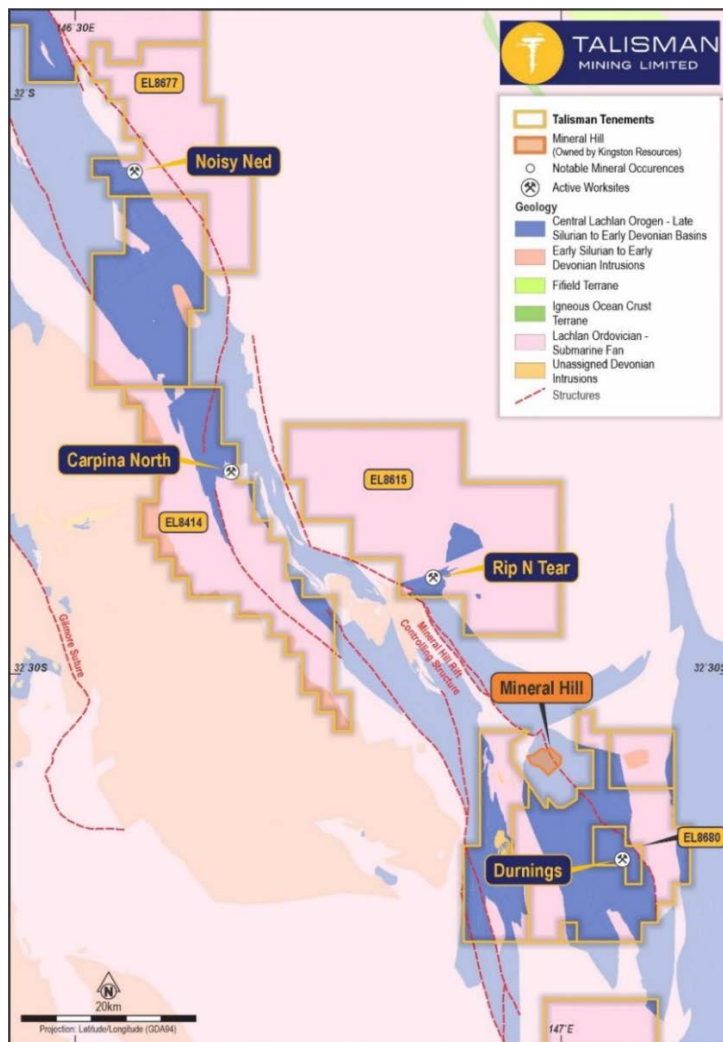 146°30E
TALISMAN
MINING LIMITED
32°S
EL8677
Noisy Ned
Talisman Tenements
Mineral Hill
(Owned by Kingston Resources)
Notable Mineral Occurences
Active Worksites
Geology
Central Lachlan Orogen - Late
Silurian to Early Devonian Basins
Early Silurian to Early
Devonian Intrusions
Fifield Terrane
Igneous Ocean Crust
Terrane
Lachlan Ordovician -
Submarine Fan
Unassigned Devonian
Intrusions
Structures
Carpina North
EL8615
EL8414
Rip N Tear
Gilmore Suture
Mineral Hill Rift
Controlling Structure
32°30S
32°30S
Mineral Hill
EL8680
Durnings
N
20km
Projection: Latitude/Longitude (GDA94)
147°E